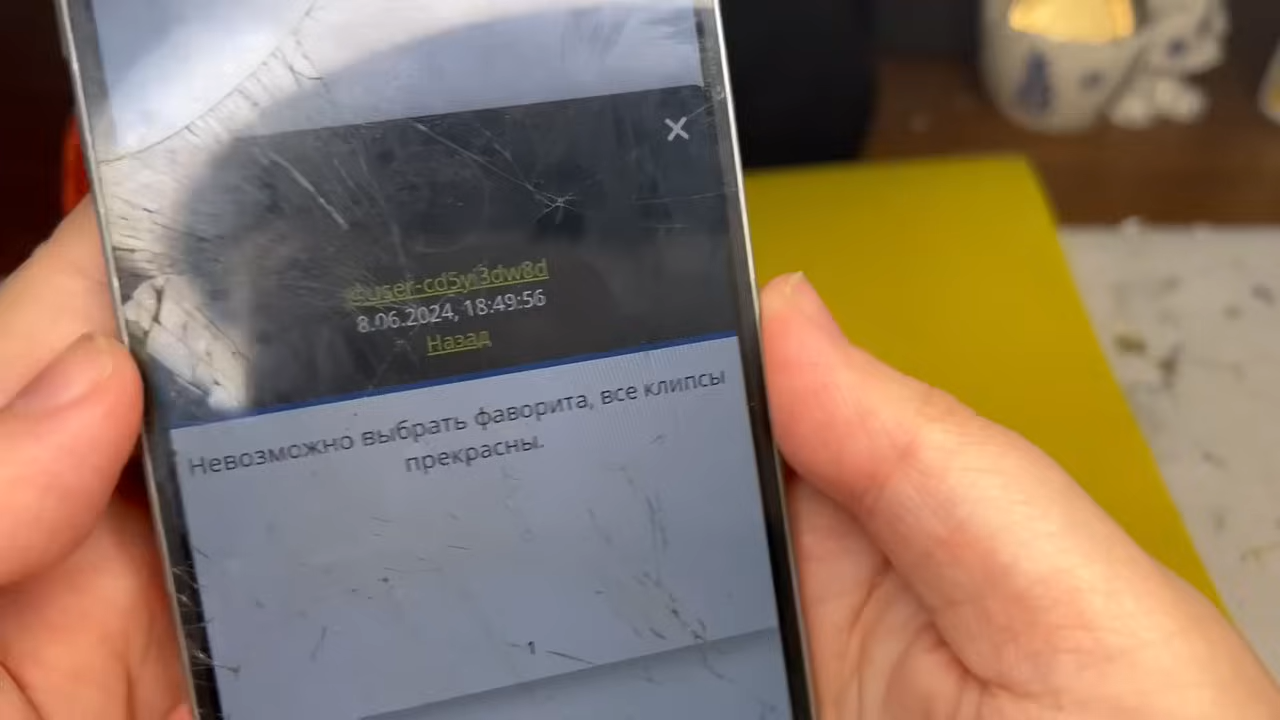 @user-cd5yi3dw8d
8.06.2024, 18:49:56
Назад
Невозможно выбрать фаворита, все клипсы
прекрасны.
1